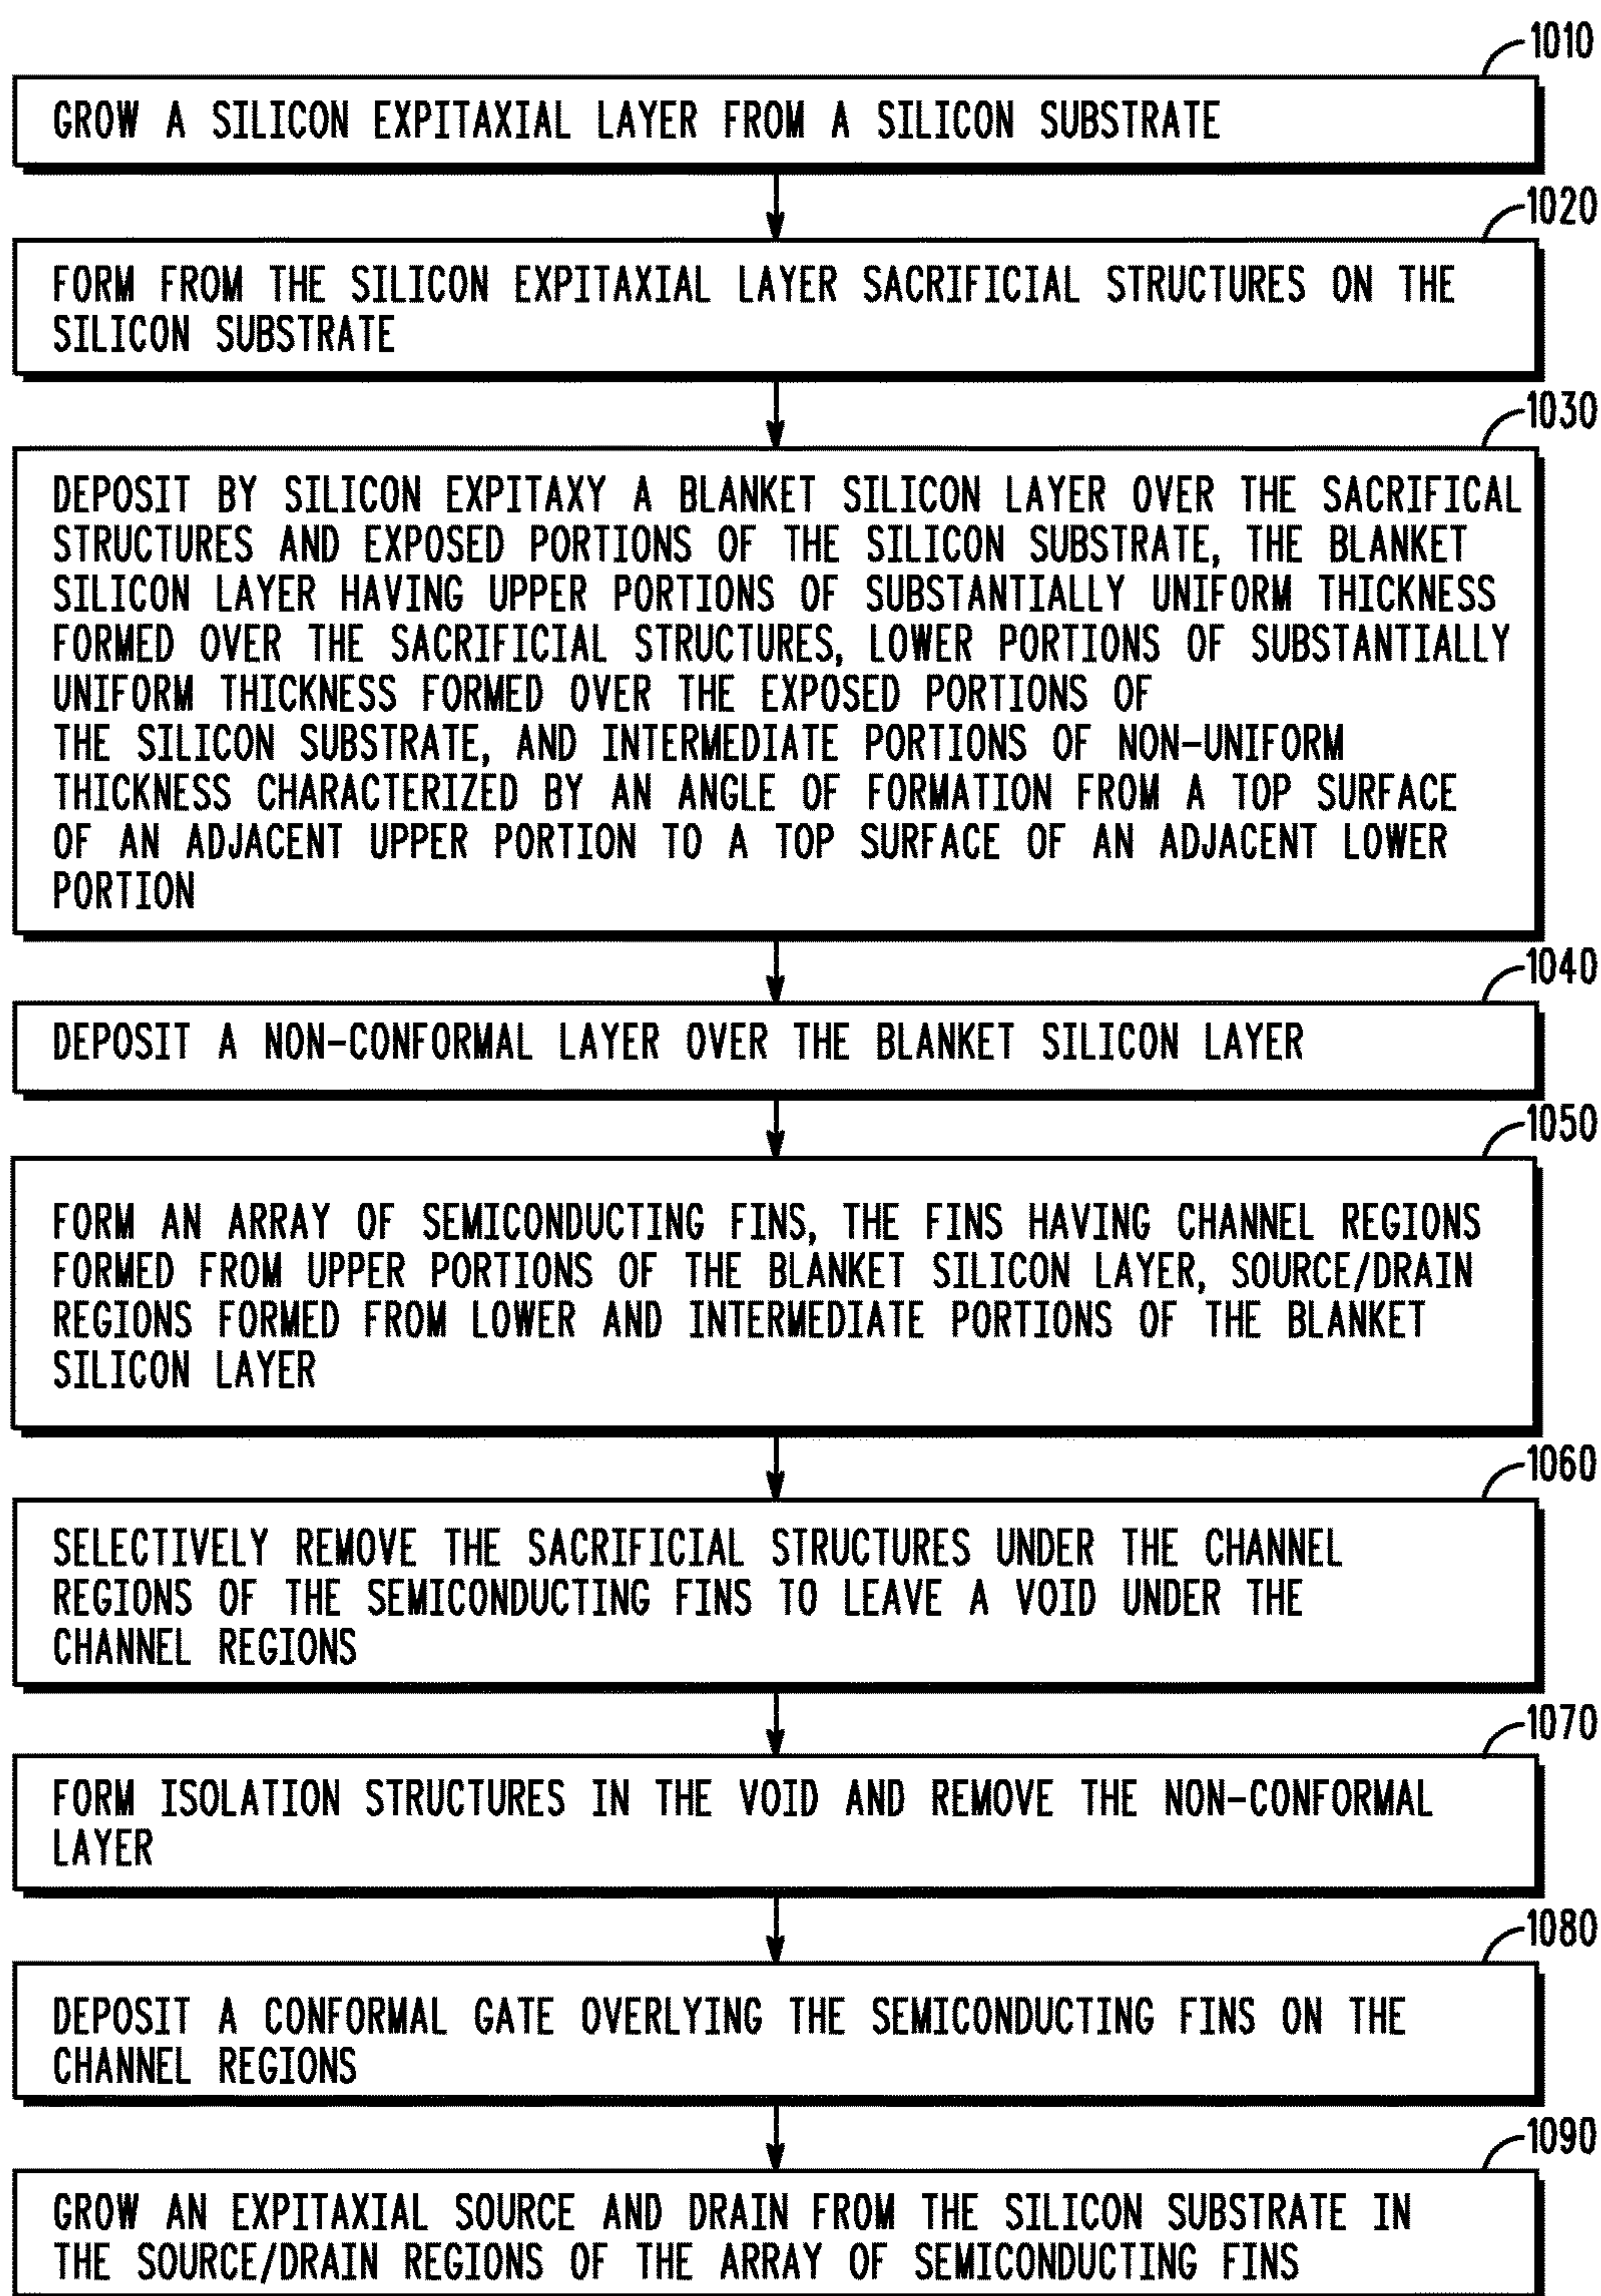 1010
GROW A SILICON EXPITAXIAL LAYER FROM A SILICON SUBSTRATE
1020
FORM FROM THE SILICON EXPITAXIAL LAYER SACRIFICIAL STRUCTURES ON THE
SILICON SUBSTRATE
1030
DEPOSIT BY SILICON EXPITAXY A BLANKET SILICON LAYER OVER THE SACRIFICAL
STRUCTURES AND EXPOSED PORTIONS OF THE SILICON SUBSTRATE, THE BLANKET
SILICON LAYER HAVING UPPER PORTIONS OF SUBSTANTIALLY UNIFORM THICKNESS
FORMED OVER THE SACRIFICIAL STRUCTURES, LOWER PORTIONS OF SUBSTANTIALLY
UNIFORM THICKNESS FORMED OVER THE EXPOSED PORTIONS OF
THE SILICON SUBSTRATE, AND INTERMEDIATE PORTIONS OF NON-UNIFORM
THICKNESS CHARACTERIZED BY AN ANGLE OF FORMATION FROM A TOP SURFACE
OF AN ADJACENT UPPER PORTION TO A TOP SURFACE OF AN ADJACENT LOWER
PORTION
1040
DEPOSIT A NON-CONFORMAL LAYER OVER THE BLANKET SILICON LAYER
1050
FORM AN ARRAY OF SEMICONDUCTING FINS, THE FINS HAVING CHANNEL REGIONS
FORMED FROM UPPER PORTIONS OF THE BLANKET SILICON LAYER, SOURCE/DRAIN
REGIONS FORMED FROM LOWER AND INTERMEDIATE PORTIONS OF THE BLANKET
SILICON LAYER
1060
SELECTIVELY REMOVE THE SACRIFICIAL STRUCTURES UNDER THE CHANNEL
REGIONS OF THE SEMICONDUCTING FINS TO LEAVE A VOID UNDER THE
CHANNEL REGIONS
1070
FORM ISOLATION STRUCTURES IN THE VOID AND REMOVE THE NON-CONFORMAL
LAYER
1080
DEPOSIT A CONFORMAL GATE OVERLYING THE SEMICONDUCTING FINS ON THE
CHANNEL REGIONS
1090
GROW AN EXPITAXIAL SOURCE AND DRAIN FROM THE SILICON SUBSTRATE IN
THE SOURCE/DRAIN REGIONS OF THE ARRAY OF SEMICONDUCTING FINS